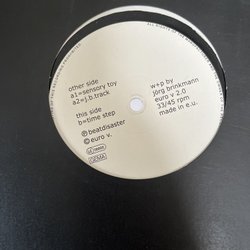 other side
a1=sensory toy
a2=j.b.track
this side
b=time step
℗beatdisaster
©euro v.
GEMA
w+p by
jörg brinkmann
euro v 2.0
33/45 rpm
made in e.u.